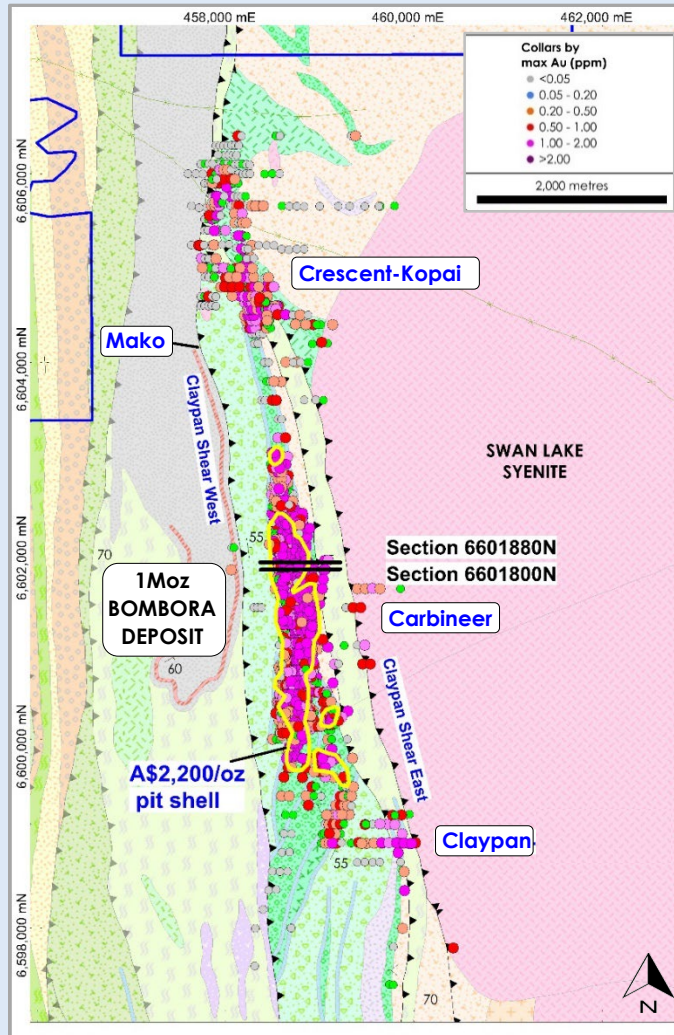 458,000 mE
460,000 mE
462,000 mE
Collars by
max Au (ppm)
<0.05
0.05 - 0.20
0.20 - 0.50
0.50 - 1.00
1.00 - 2.00
>2.00
2,000 metres
6,606,000 mN
6,604,000 mN
6,602,000 mN
6,600,000 mN
6,598,000 mN
Crescent-Kopai
Mako
Claypan Shear West
SWAN LAKE
SYENITE
55
70
Section 6601880N
Section 6601800N
1Moz
BOMBORA
DEPOSIT
Carbineer
60
Claypan Shear East
A$2,200/oz
pit shell
Claypan
55
70
N